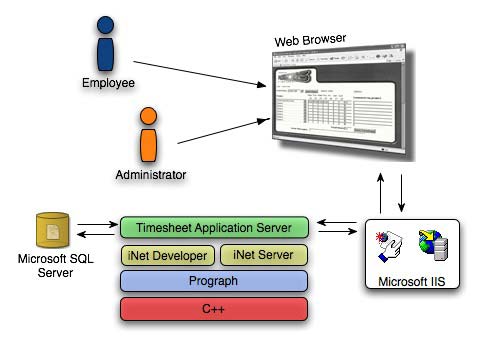 Web Browser
Employee
Administrator
Timesheet Application Server
Microsoft SQL
Server
iNet Developer
iNet Server
Prograph
C++
Microsoft IIS